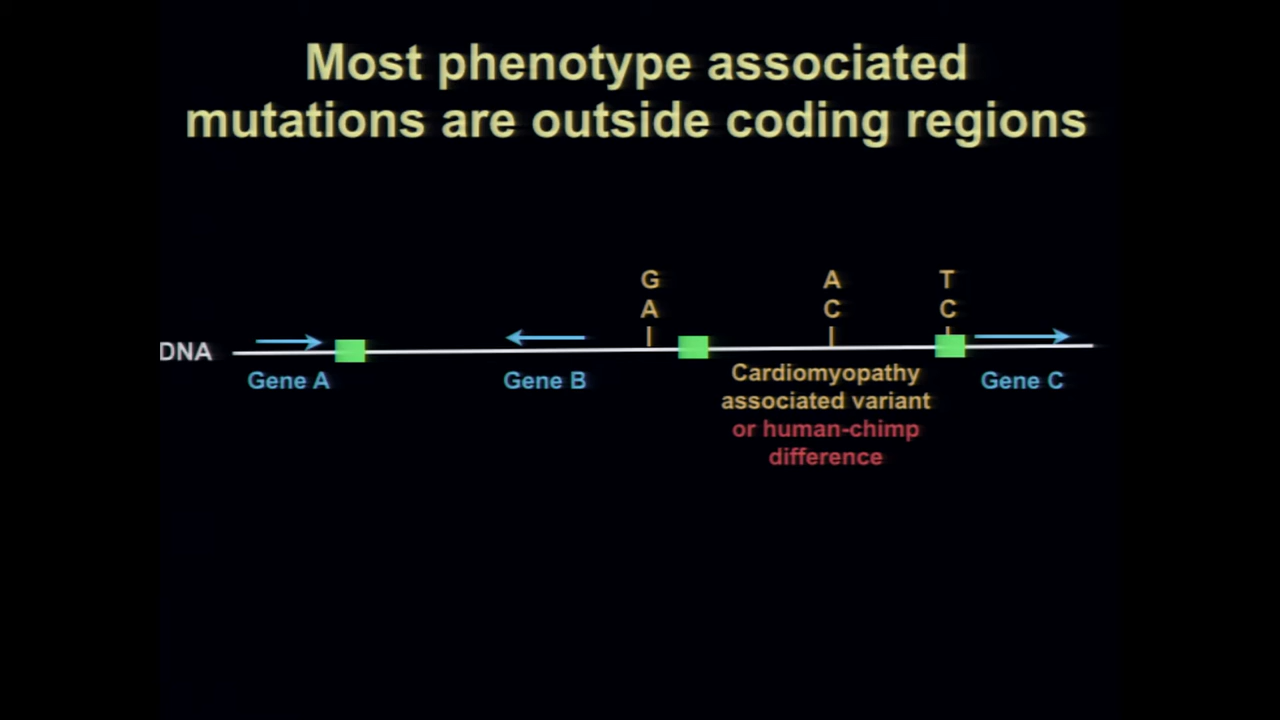 Most phenotype associated
mutations are outside coding regions
G A T
A C C
DNA
Gene A
Gene B
Cardiomyopathy
associated variant
or human-chimp
difference
Gene C